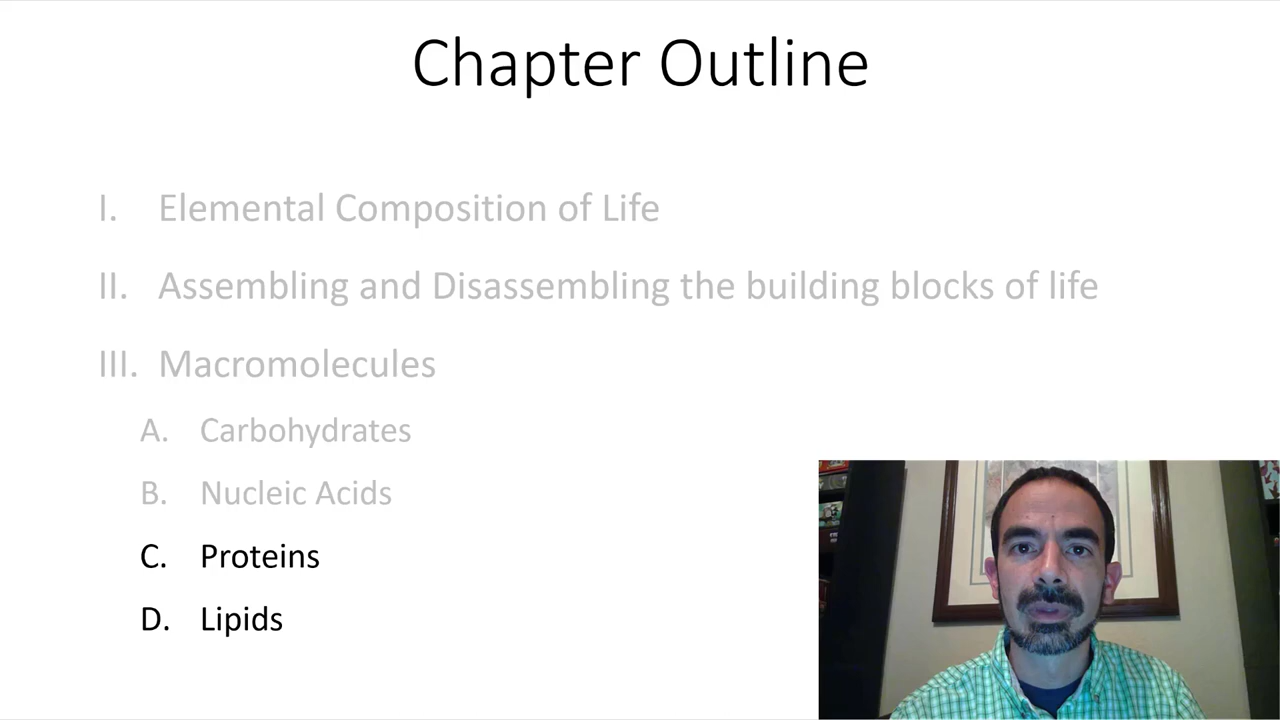 Chapter Outline
I. Elemental Composition of Life
II. Assembling and Disassembling the building blocks of life
III. Macromolecules
A. Carbohydrates
B. Nucleic Acids
C. Proteins
D. Lipids